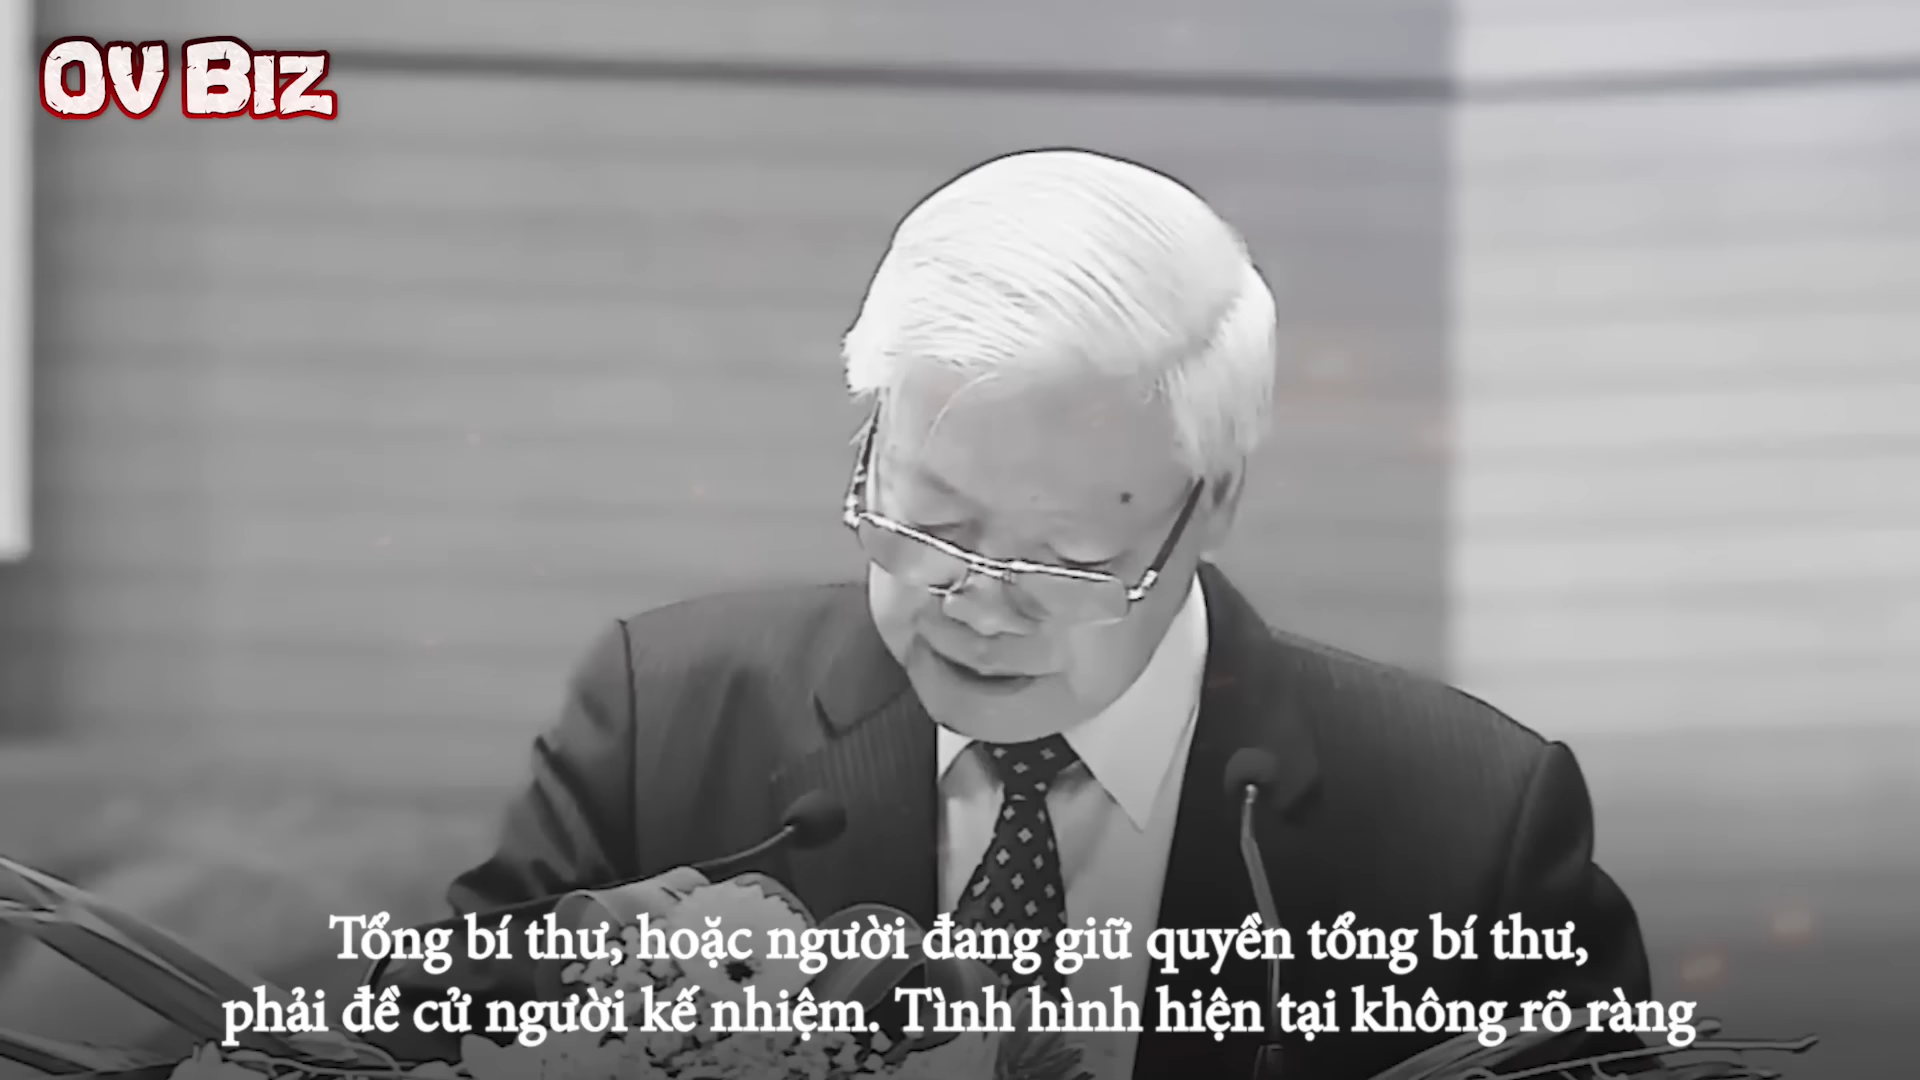 OV BIZ
Tổng bí thư, hoặc người đang giữ quyền tổng bí thư,
phải đề cử người kế nhiệm. Tình hình hiện tại không rõ ràng